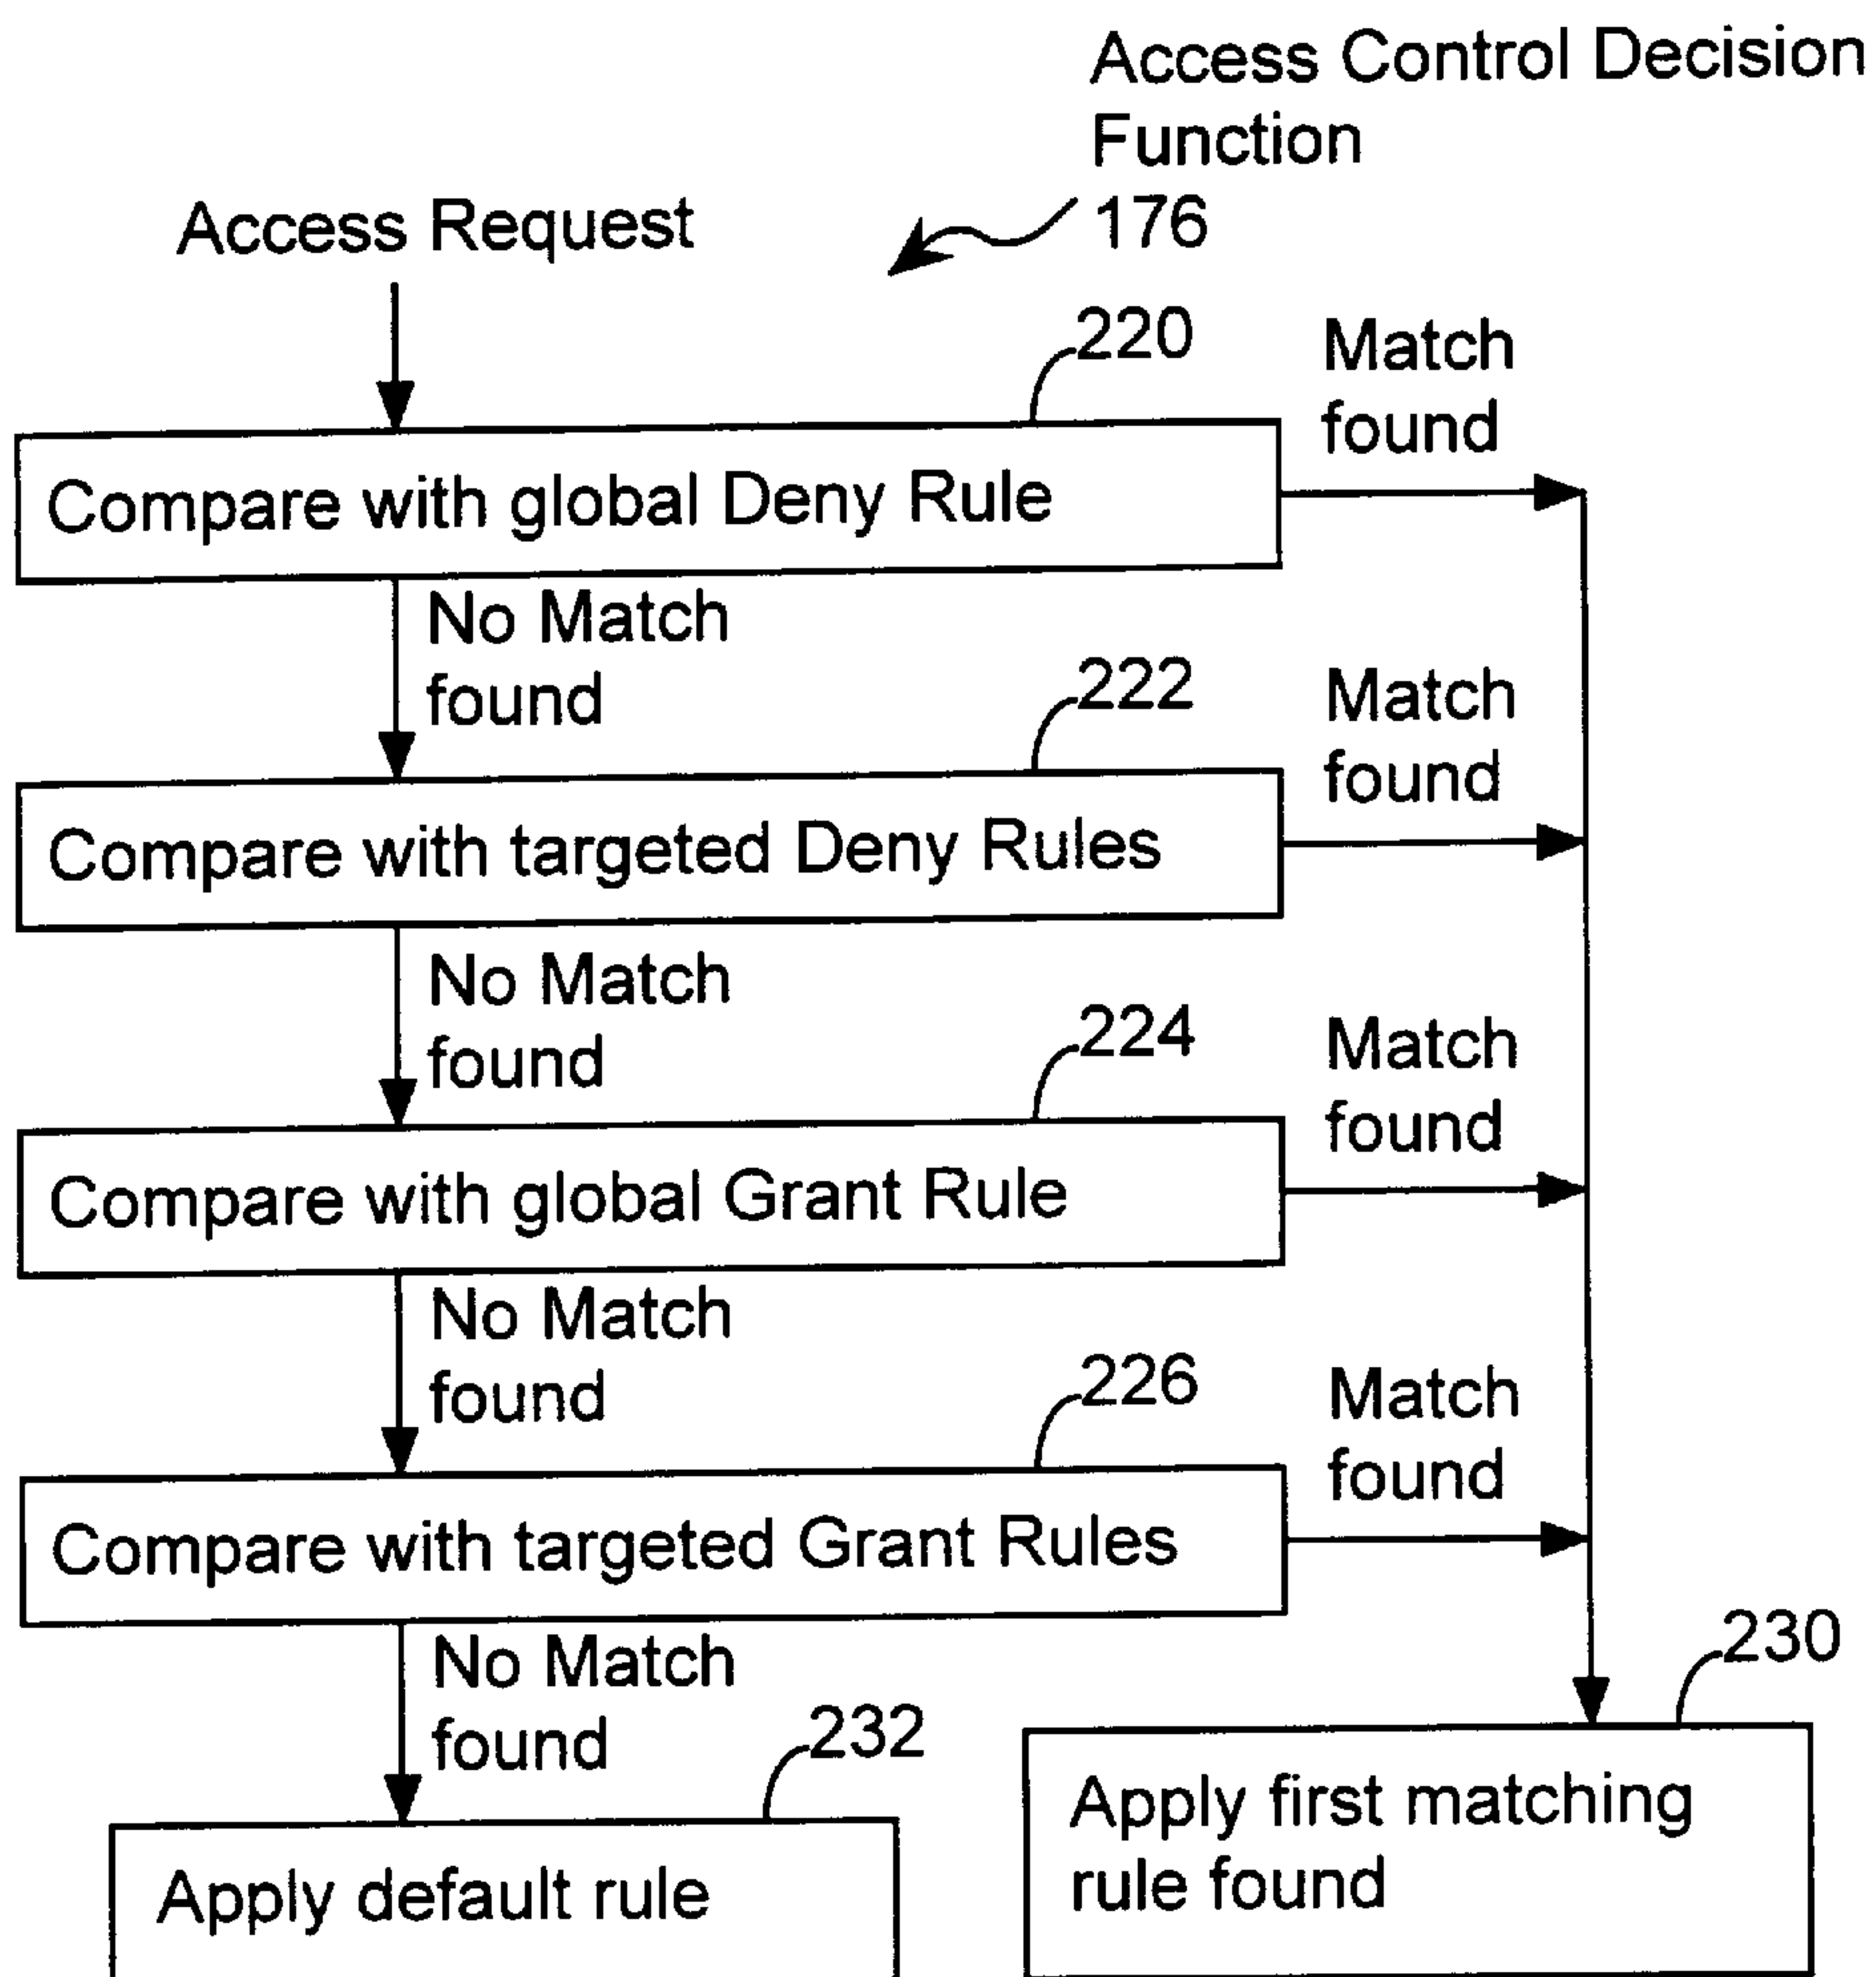 Access Control Decision
Function
176
Access Request
220
Match
found
Compare with global Deny Rule
No Match
found
222
Match
found
Compare with targeted Deny Rules
No Match
found
224
Match
found
Compare with global Grant Rule
No Match
found
226
Match
found
Compare with targeted Grant Rules
No Match
found
232
230
Apply default rule
Apply first matching
rule found